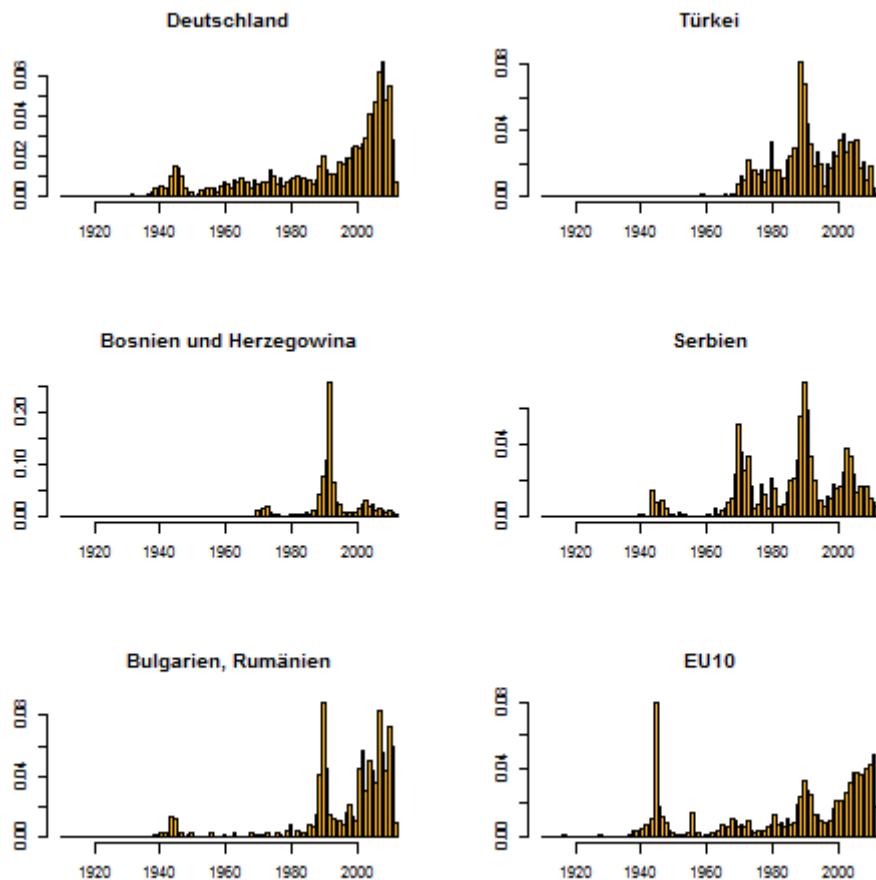 Deutschland
0.00 0.02 0.04 0.06
1920 1940 1960 1980 2000
Türkei
0.00 0.04 0.08
1920 1940 1960 1980 2000
Bosnien und Herzegowina
0.00 0.10 0.20
1920 1940 1960 1980 2000
Serbien
0.00 0.04
1920 1940 1960 1980 2000
Bulgarien, Rumänien
0.00 0.04 0.08
1920 1940 1960 1980 2000
EU10
0.00 0.04 0.08
1920 1940 1960 1980 2000